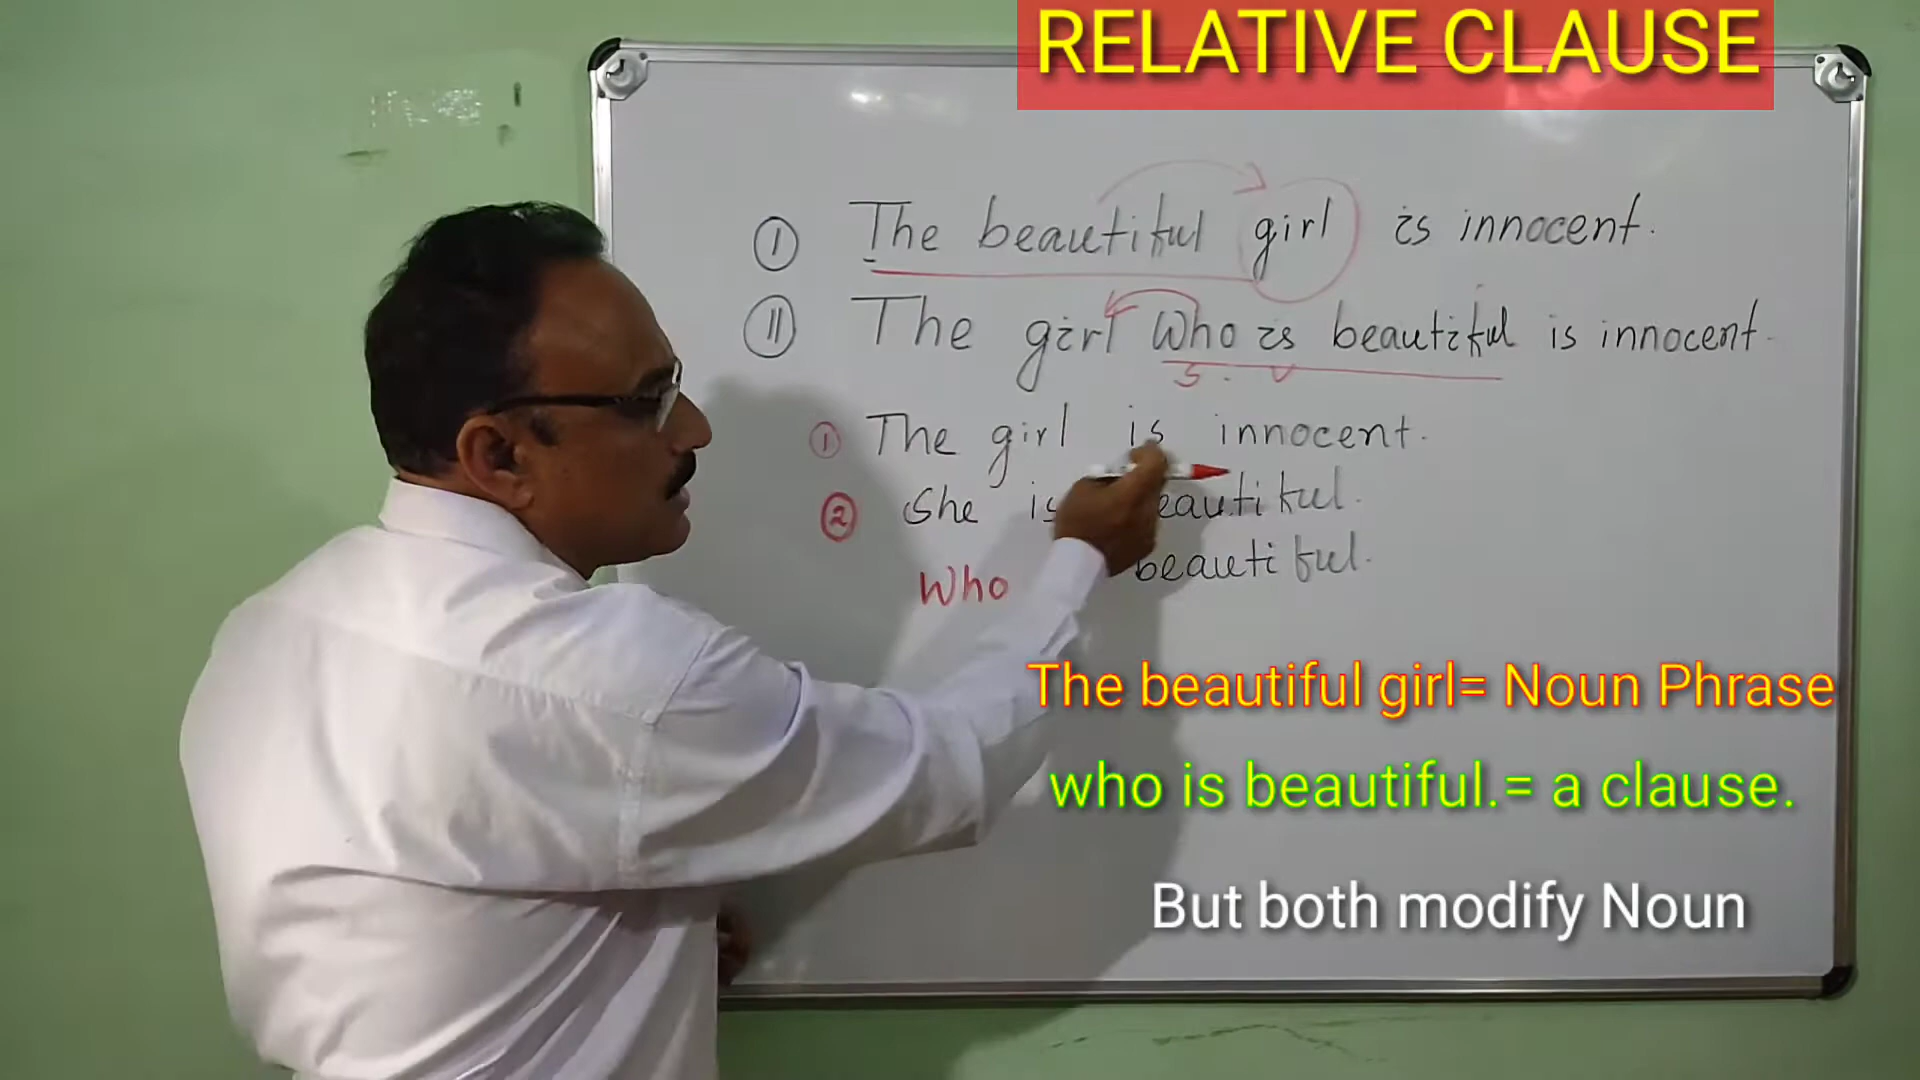 RELATIVE CLAUSE
① The beautiful girl is innocent.
⑪ The girl Who is beautiful is innocent.
S. V
① The girl is innocent.
② She is beautiful.
Who beautiful.
The beautiful girl= Noun Phrase
who is beautiful.= a clause.
But both modify Noun